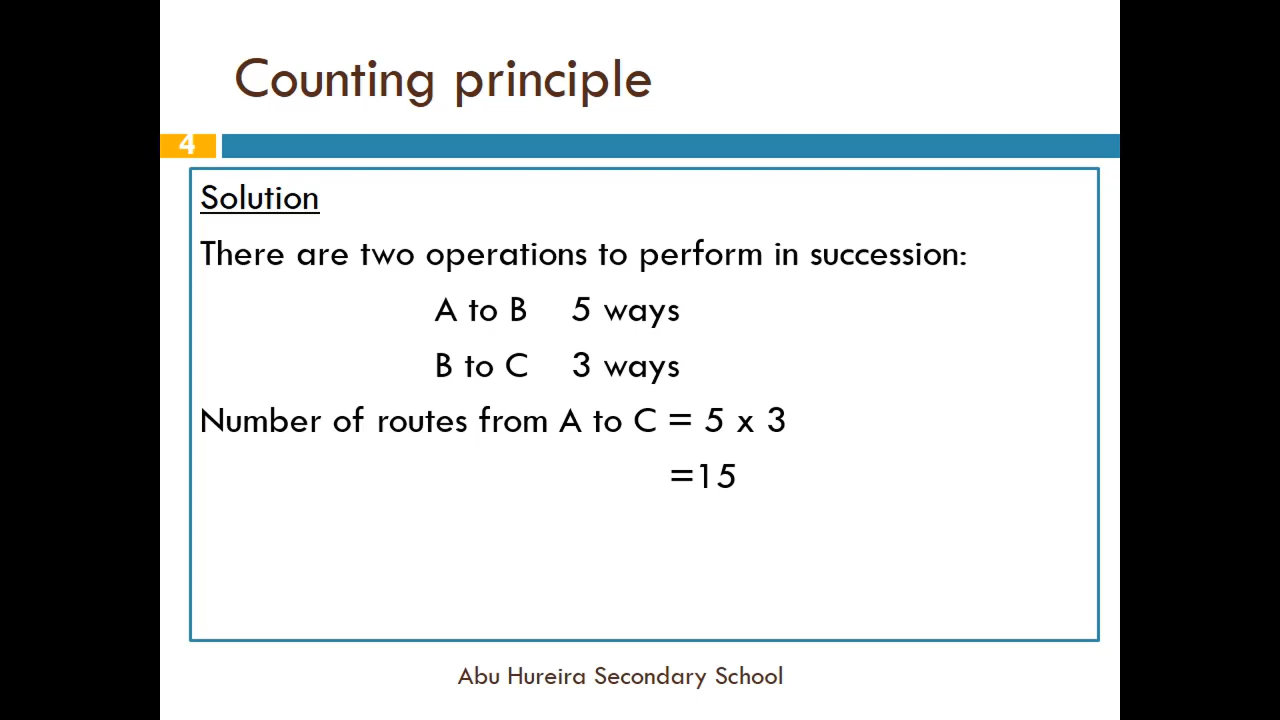 Counting principle
4
Solution
There are two operations to perform in succession:
A to B 5 ways
B to C 3 ways
Number of routes from A to C = 5 x 3
=15
Abu Hureira Secondary School